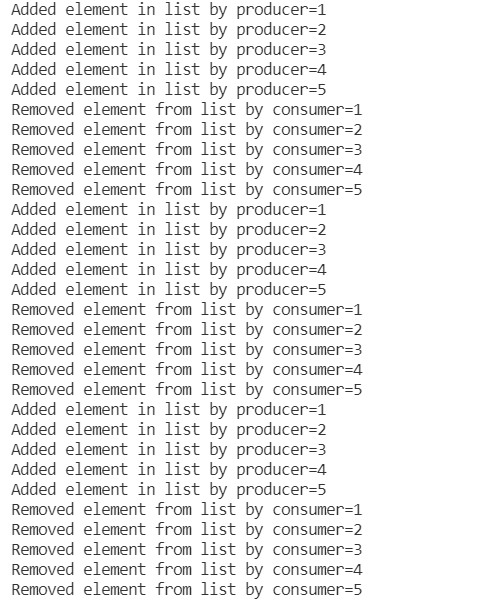 Added element in list by producer=1
Added element in list by producer=2
Added element in list by producer=3
Added element in list by producer=4
Added element in list by producer=5
Removed element from list by consumer=1
Removed element from list by consumer=2
Removed element from list by consumer=3
Removed element from list by consumer=4
Removed element from list by consumer=5
Added element in list by producer=1
Added element in list by producer=2
Added element in list by producer=3
Added element in list by producer=4
Added element in list by producer=5
Removed element from list by consumer=1
Removed element from list by consumer=2
Removed element from list by consumer=3
Removed element from list by consumer=4
Removed element from list by consumer=5
Added element in list by producer=1
Added element in list by producer=2
Added element in list by producer=3
Added element in list by producer=4
Added element in list by producer=5
Removed element from list by consumer=1
Removed element from list by consumer=2
Removed element from list by consumer=3
Removed element from list by consumer=4
Removed element from list by consumer=5